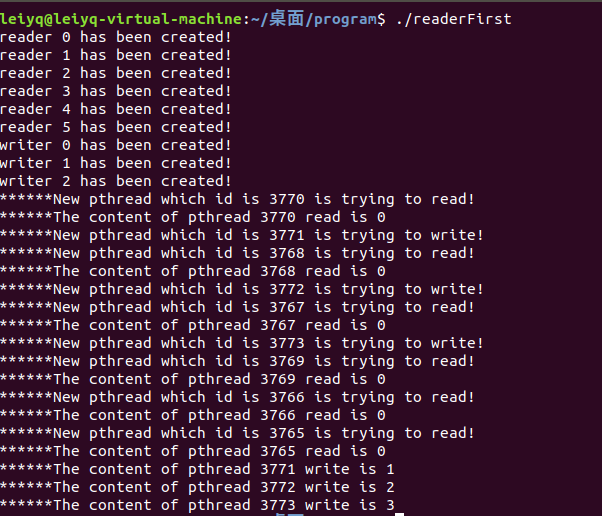 leiyq@leiyq-virtual-machine:~/桌面/program$ ./readerFirst
reader 0 has been created!
reader 1 has been created!
reader 2 has been created!
reader 3 has been created!
reader 4 has been created!
reader 5 has been created!
writer 0 has been created!
writer 1 has been created!
writer 2 has been created!
******New pthread which id is 3770 is trying to read!
******The content of pthread 3770 read is 0
******New pthread which id is 3771 is trying to write!
******New pthread which id is 3768 is trying to read!
******The content of pthread 3768 read is 0
******New pthread which id is 3772 is trying to write!
******New pthread which id is 3767 is trying to read!
******The content of pthread 3767 read is 0
******New pthread which id is 3773 is trying to write!
******New pthread which id is 3769 is trying to read!
******The content of pthread 3769 read is 0
******New pthread which id is 3766 is trying to read!
******The content of pthread 3766 read is 0
******New pthread which id is 3765 is trying to read!
******The content of pthread 3765 read is 0
******The content of pthread 3771 write is 1
******The content of pthread 3772 write is 2
******The content of pthread 3773 write is 3